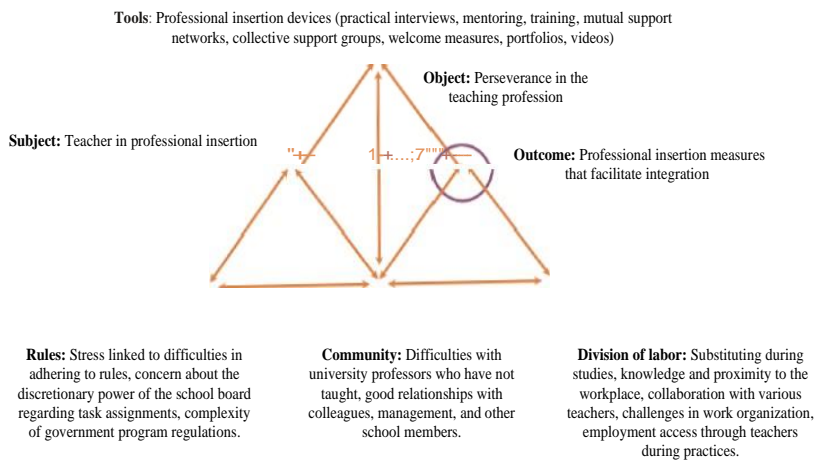 Tools: Professional insertion devices (practical interviews, mentoring, training, mutual support
networks, collective support groups, welcome measures, portfolios, videos)
Object: Perseverance in the
teaching profession
Subject: Teacher in professional insertion
Outcome: Professional insertion measures
that facilitate integration
Rules: Stress linked to difficulties in
adhering to rules, concern about the
discretionary power of the school board
regarding task assignments, complexity
of government program regulations.
Community: Difficulties with
university professors who have not
taught, good relationships with
colleagues, management, and other
school members.
Division of labor: Substituting during
studies, knowledge and proximity to the
workplace, collaboration with various
teachers, challenges in work organization,
employment access through teachers
during practices.